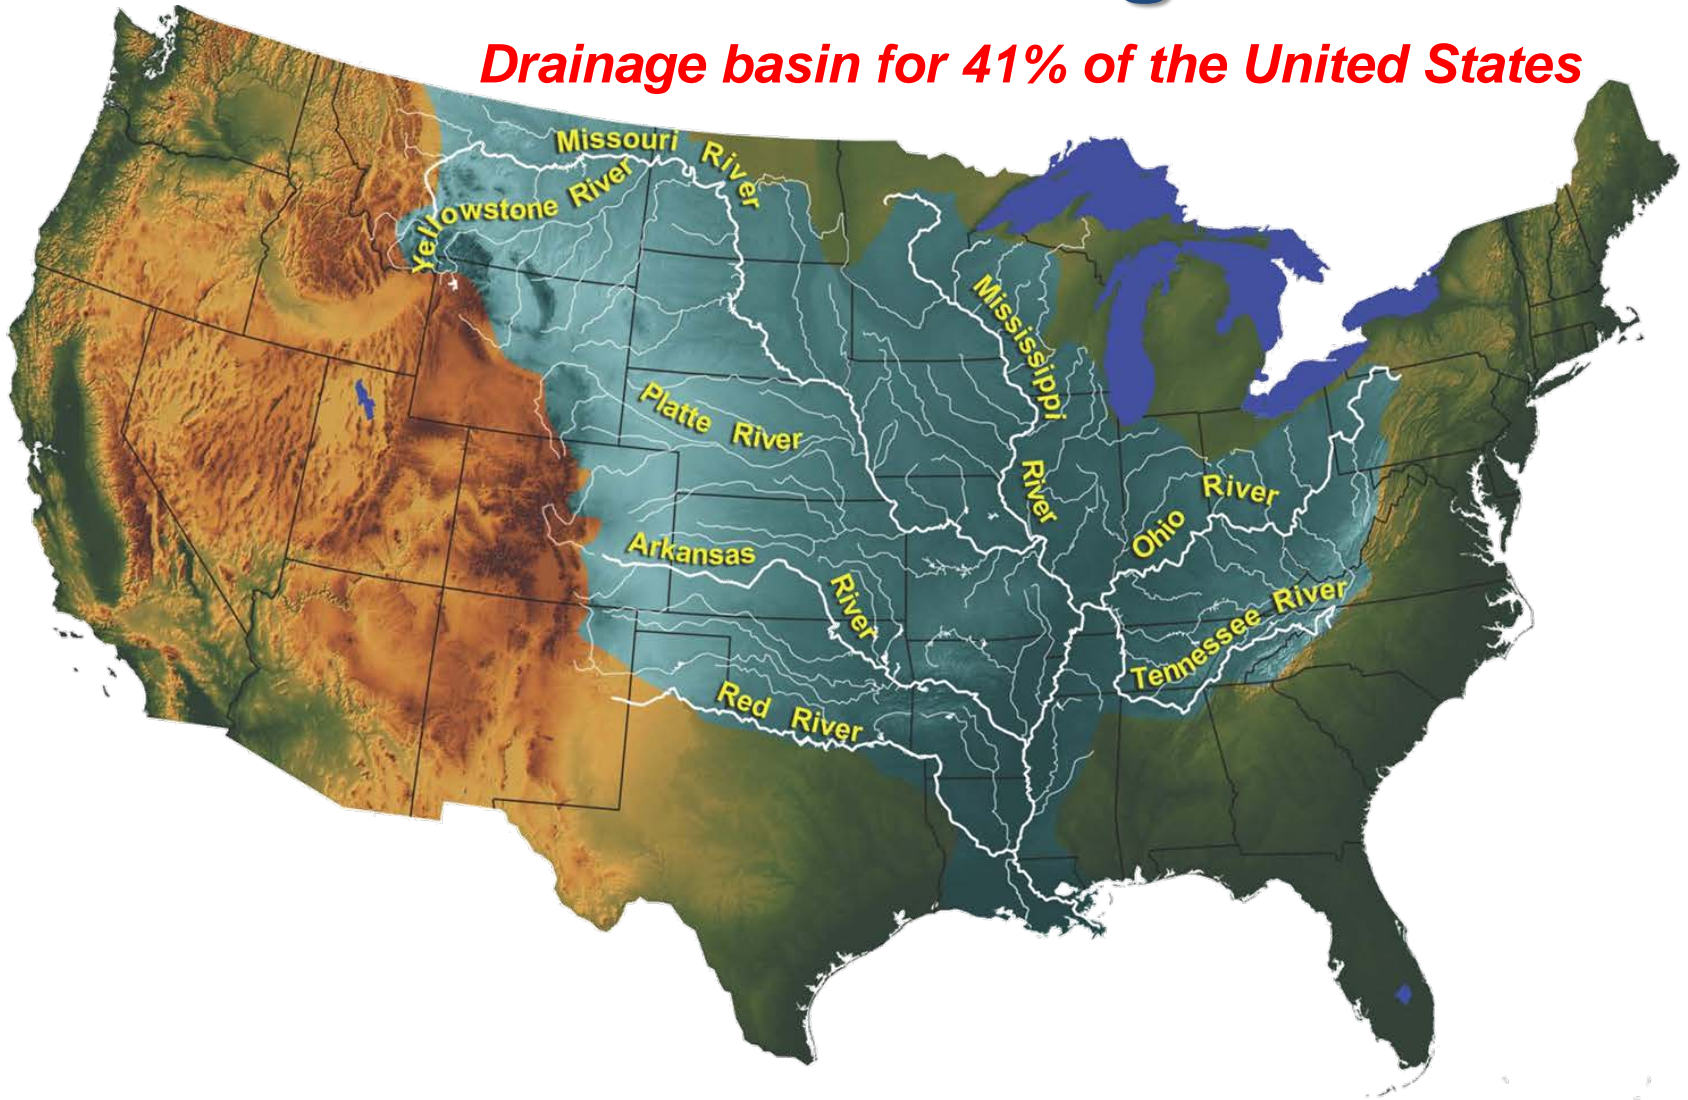 Drainage basin for 41% of the United States
Missouri River
Yellowstone River
Mississippi River
Platte River
Ohio River
Arkansas River
Tennessee River
Red River